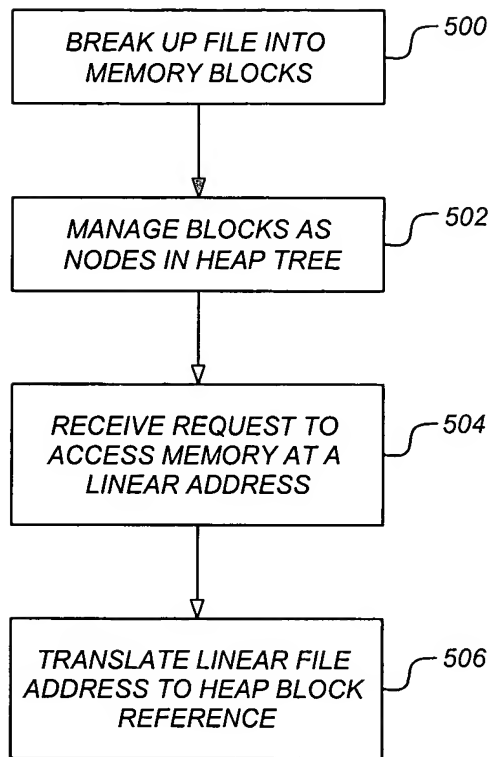 BREAK UP FILE INTO
MEMORY BLOCKS
500
MANAGE BLOCKS AS
NODES IN HEAP TREE
502
RECEIVE REQUEST TO
ACCESS MEMORY AT A
LINEAR ADDRESS
504
TRANSLATE LINEAR FILE
ADDRESS TO HEAP BLOCK
REFERENCE
506